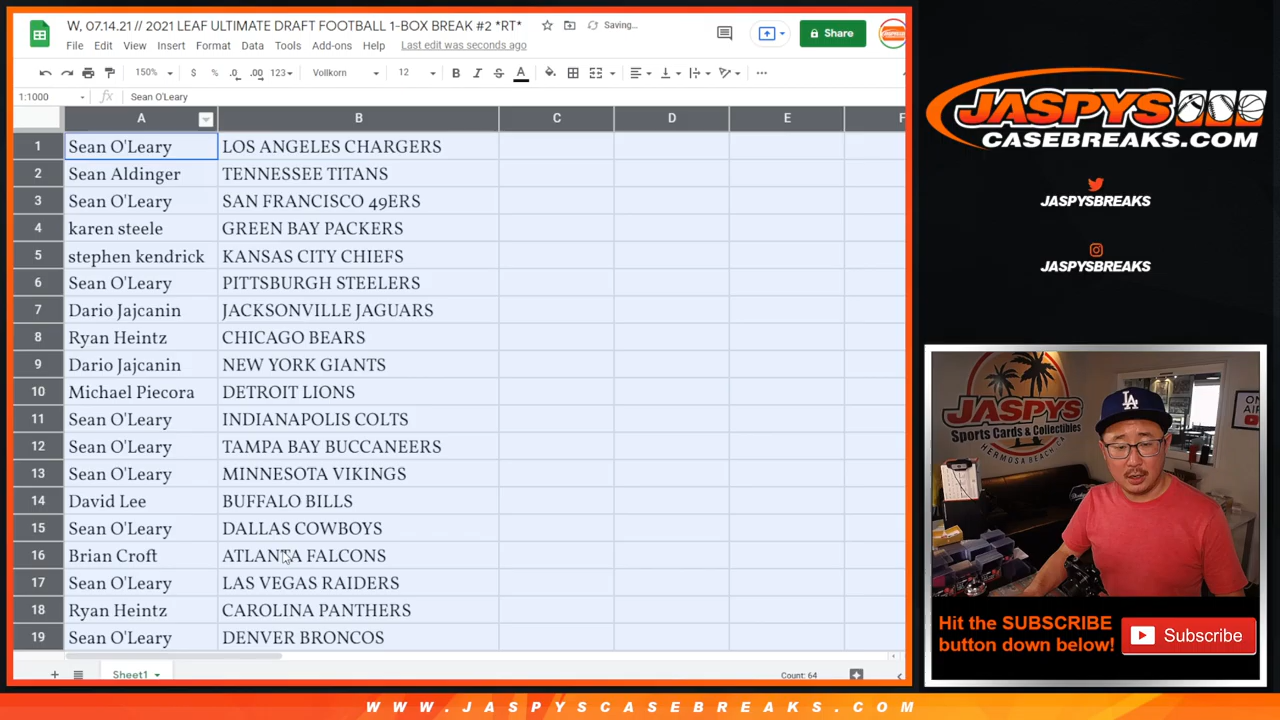 W, 07.14.21 // 2021 LEAF ULTIMATE DRAFT FOOTBALL 1-BOX BREAK #2 *RT*
Saving...
File Edit View Insert Format Data Tools Add-ons Help Last edit was seconds ago
Share
150% $ % .0 .00 123 Vollkorn 12 B I S A
1:1000 fx Sean O'Leary
A B C D E F
1 Sean O'Leary LOS ANGELES CHARGERS
2 Sean Aldinger TENNESSEE TITANS
3 Sean O'Leary SAN FRANCISCO 49ERS
4 karen steele GREEN BAY PACKERS
5 stephen kendrick KANSAS CITY CHIEFS
6 Sean O'Leary PITTSBURGH STEELERS
7 Dario Jajcanin JACKSONVILLE JAGUARS
8 Ryan Heintz CHICAGO BEARS
9 Dario Jajcanin NEW YORK GIANTS
10 Michael Piecora DETROIT LIONS
11 Sean O'Leary INDIANAPOLIS COLTS
12 Sean O'Leary TAMPA BAY BUCCANEERS
13 Sean O'Leary MINNESOTA VIKINGS
14 David Lee BUFFALO BILLS
15 Sean O'Leary DALLAS COWBOYS
16 Brian Croft ATLANTA FALCONS
17 Sean O'Leary LAS VEGAS RAIDERS
18 Ryan Heintz CAROLINA PANTHERS
19 Sean O'Leary DENVER BRONCOS
Sheet1
Count: 64
JASPYS
CASEBREAKS.COM
JASPYSBREAKS
JASPYSBREAKS
JASPYS
Sports Cards & Collectibles
HERMOSA BEACH, CA
ON
AIR
LA
Hit the SUBSCRIBE
button down below!
Subscribe
WWW.JASPYSCASEBREAKS.COM